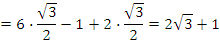 = 6 · √3/2 − 1 + 2 · √3/2 = 2√3 + 1